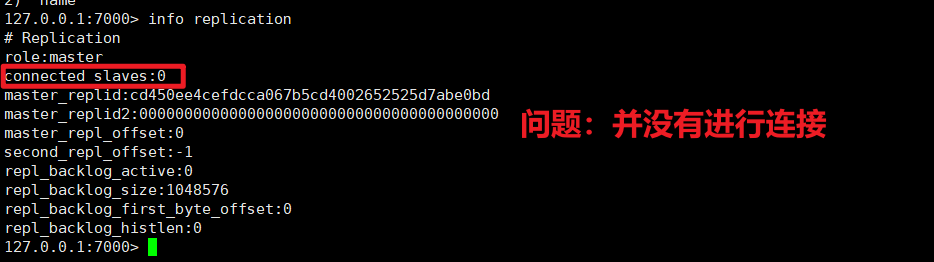 2) "name"
127.0.0.1:7000> info replication
# Replication
role:master
connected_slaves:0
master_replid:cd450ee4cefdcca067b5cd4002652525d7abe0bd
master_replid2:0000000000000000000000000000000000000000
master_repl_offset:0
second_repl_offset:-1
repl_backlog_active:0
repl_backlog_size:1048576
repl_backlog_first_byte_offset:0
repl_backlog_histlen:0
127.0.0.1:7000>
问题：并没有进行连接